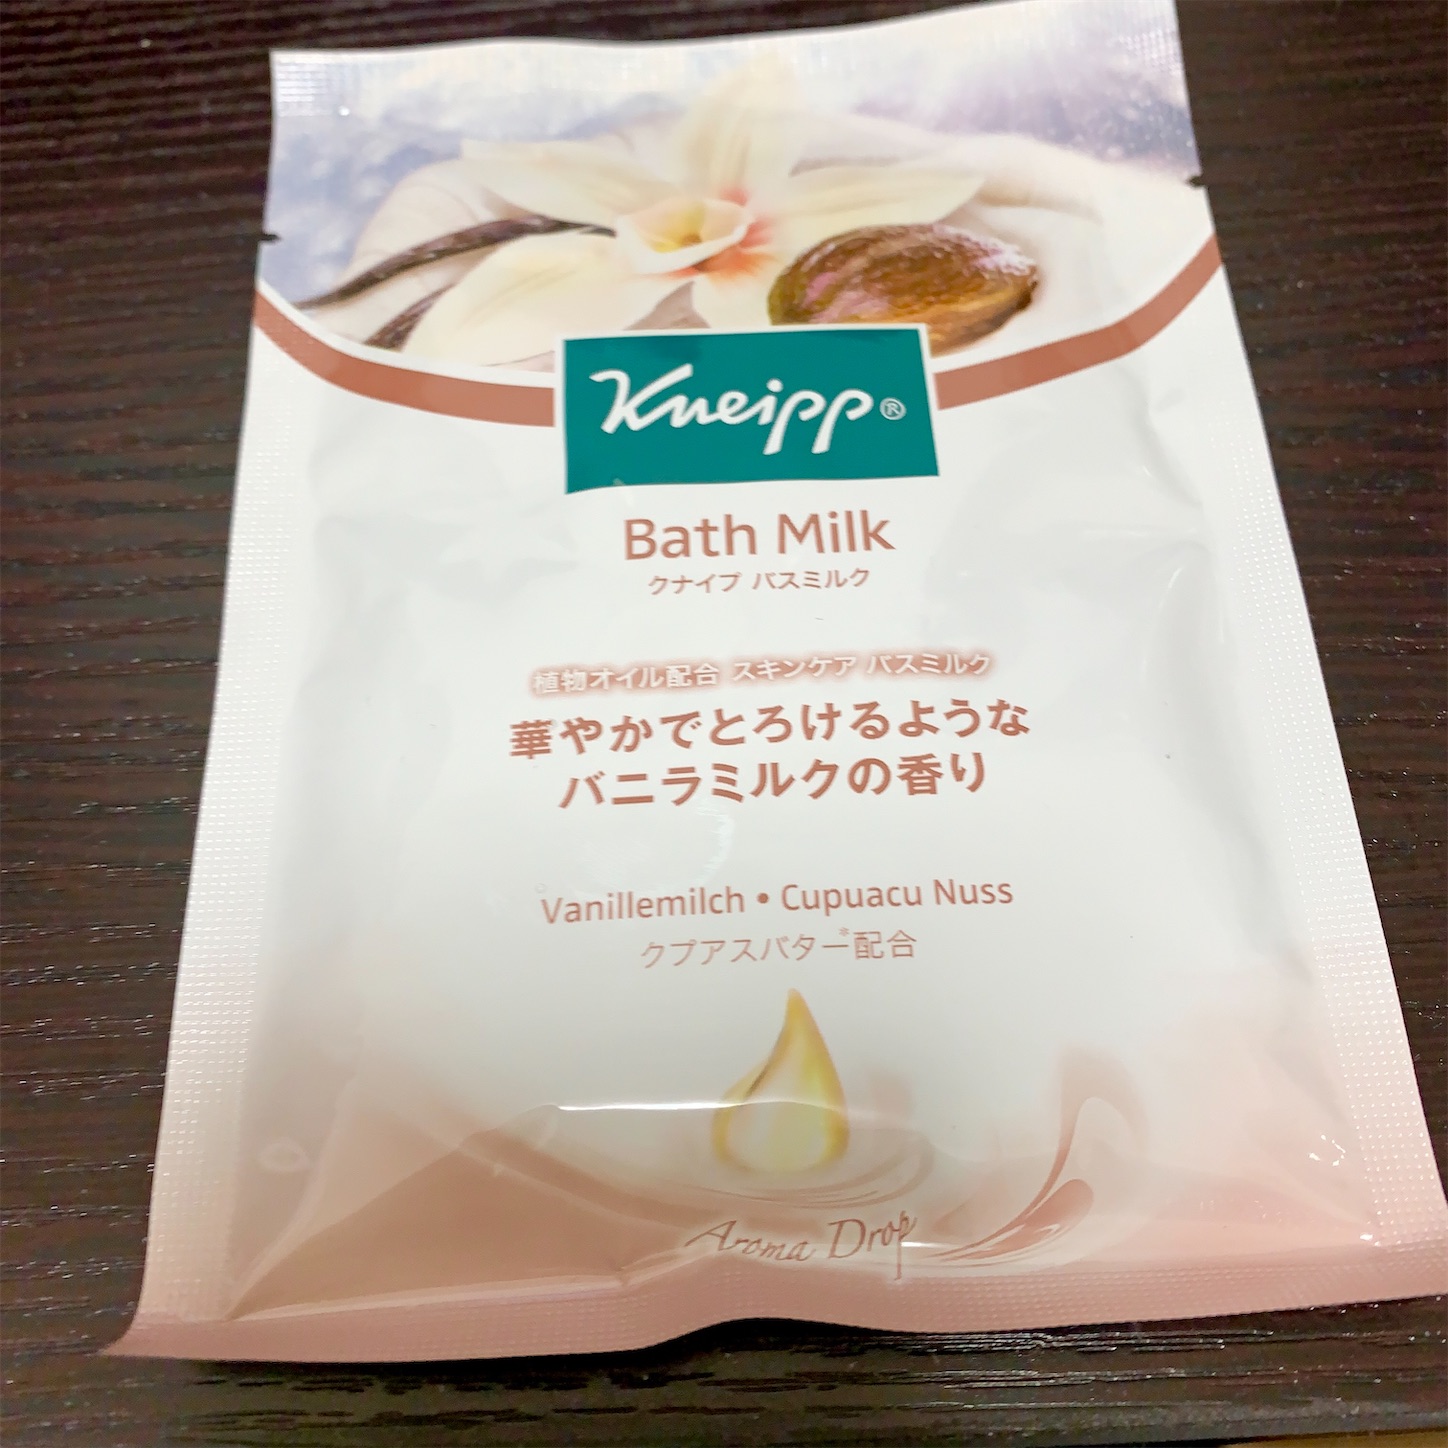 Kneipp®
Bath Milk
クナイプ バスミルク
植物オイル配合 スキンケア バスミルク
華やかでとろけるような
バニラミルクの香り
Vanillemilch • Cupuacu Nuss
クプアスバター*配合
Aroma Drop